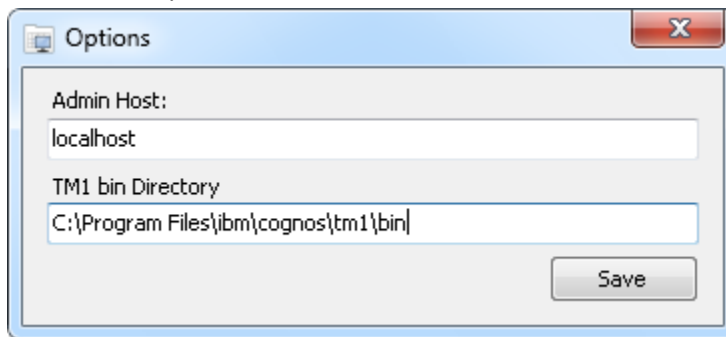 Options
Admin Host:
localhost
TM1 bin Directory
C:\Program Files\ibm\cognos\tm1\bin
Save